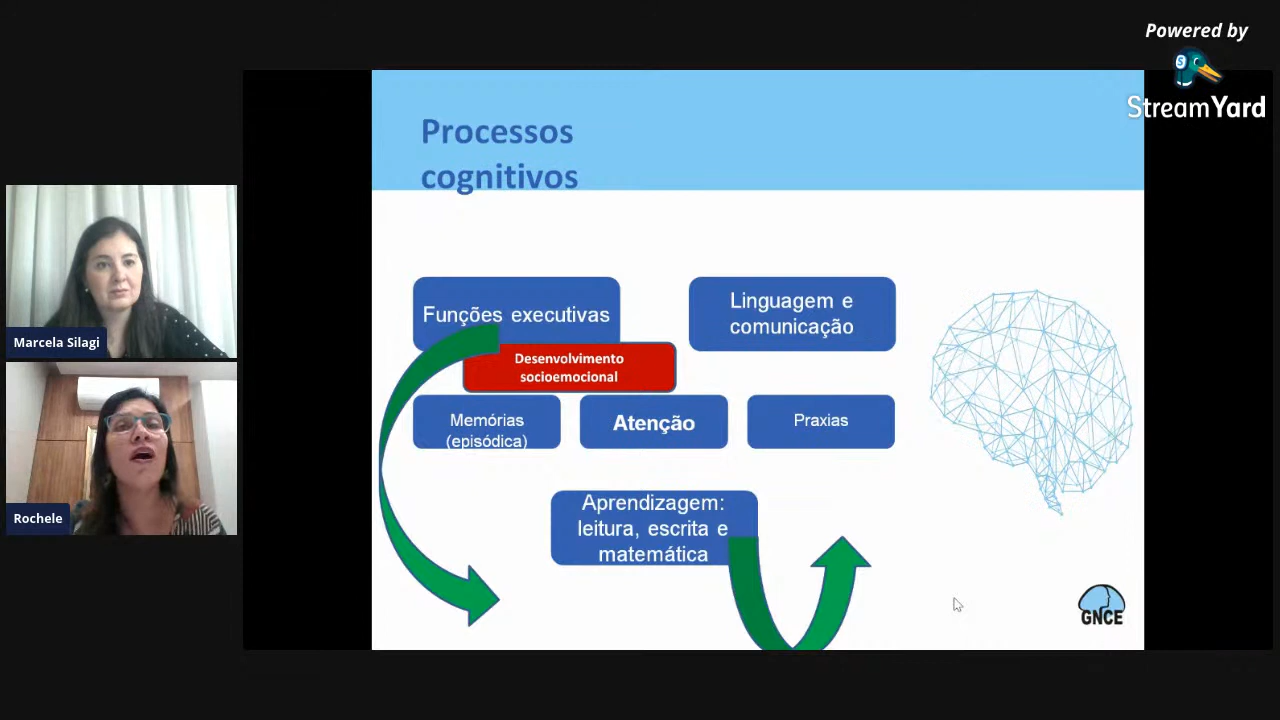 Powered by
StreamYard
Processos
cognitivos
Funções executivas
Linguagem e
comunicação
Desenvolvimento
socioemocional
Memórias
(episódica)
Atenção
Praxias
Aprendizagem:
leitura, escrita e
matemática
GNCE
Marcela Silagi
Rochele